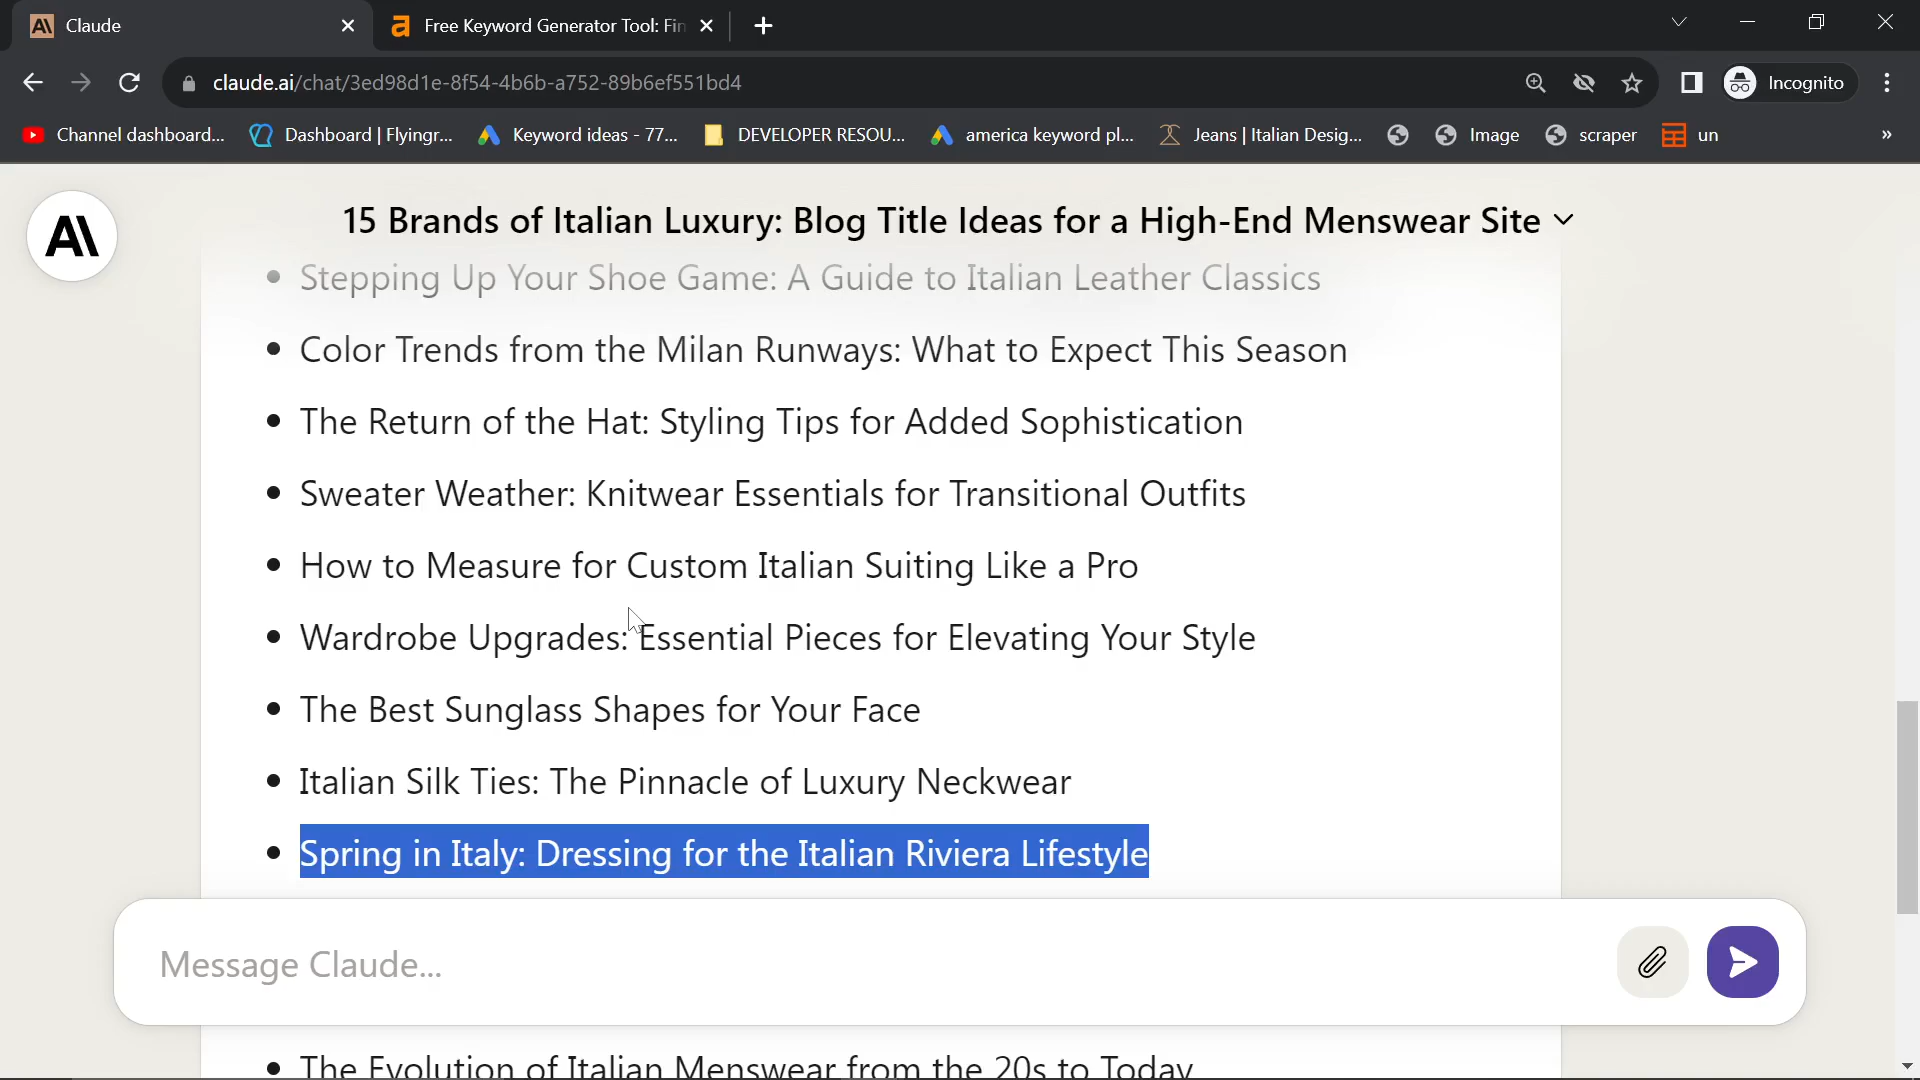 Claude
Free Keyword Generator Tool: Fin
claude.ai/chat/3ed98d1e-8f54-4b6b-a752-89b6ef551bd4
Incognito
Channel dashboard...
Dashboard | Flyingr...
Keyword ideas - 77...
DEVELOPER RESOU...
america keyword pl...
Jeans | Italian Desig...
Image
scraper
un
»
15 Brands of Italian Luxury: Blog Title Ideas for a High-End Menswear Site
• Stepping Up Your Shoe Game: A Guide to Italian Leather Classics
• Color Trends from the Milan Runways: What to Expect This Season
• The Return of the Hat: Styling Tips for Added Sophistication
• Sweater Weather: Knitwear Essentials for Transitional Outfits
• How to Measure for Custom Italian Suiting Like a Pro
• Wardrobe Upgrades: Essential Pieces for Elevating Your Style
• The Best Sunglass Shapes for Your Face
• Italian Silk Ties: The Pinnacle of Luxury Neckwear
• Spring in Italy: Dressing for the Italian Riviera Lifestyle
Message Claude...
• The Evolution of Italian Menswear from the 20s to Today